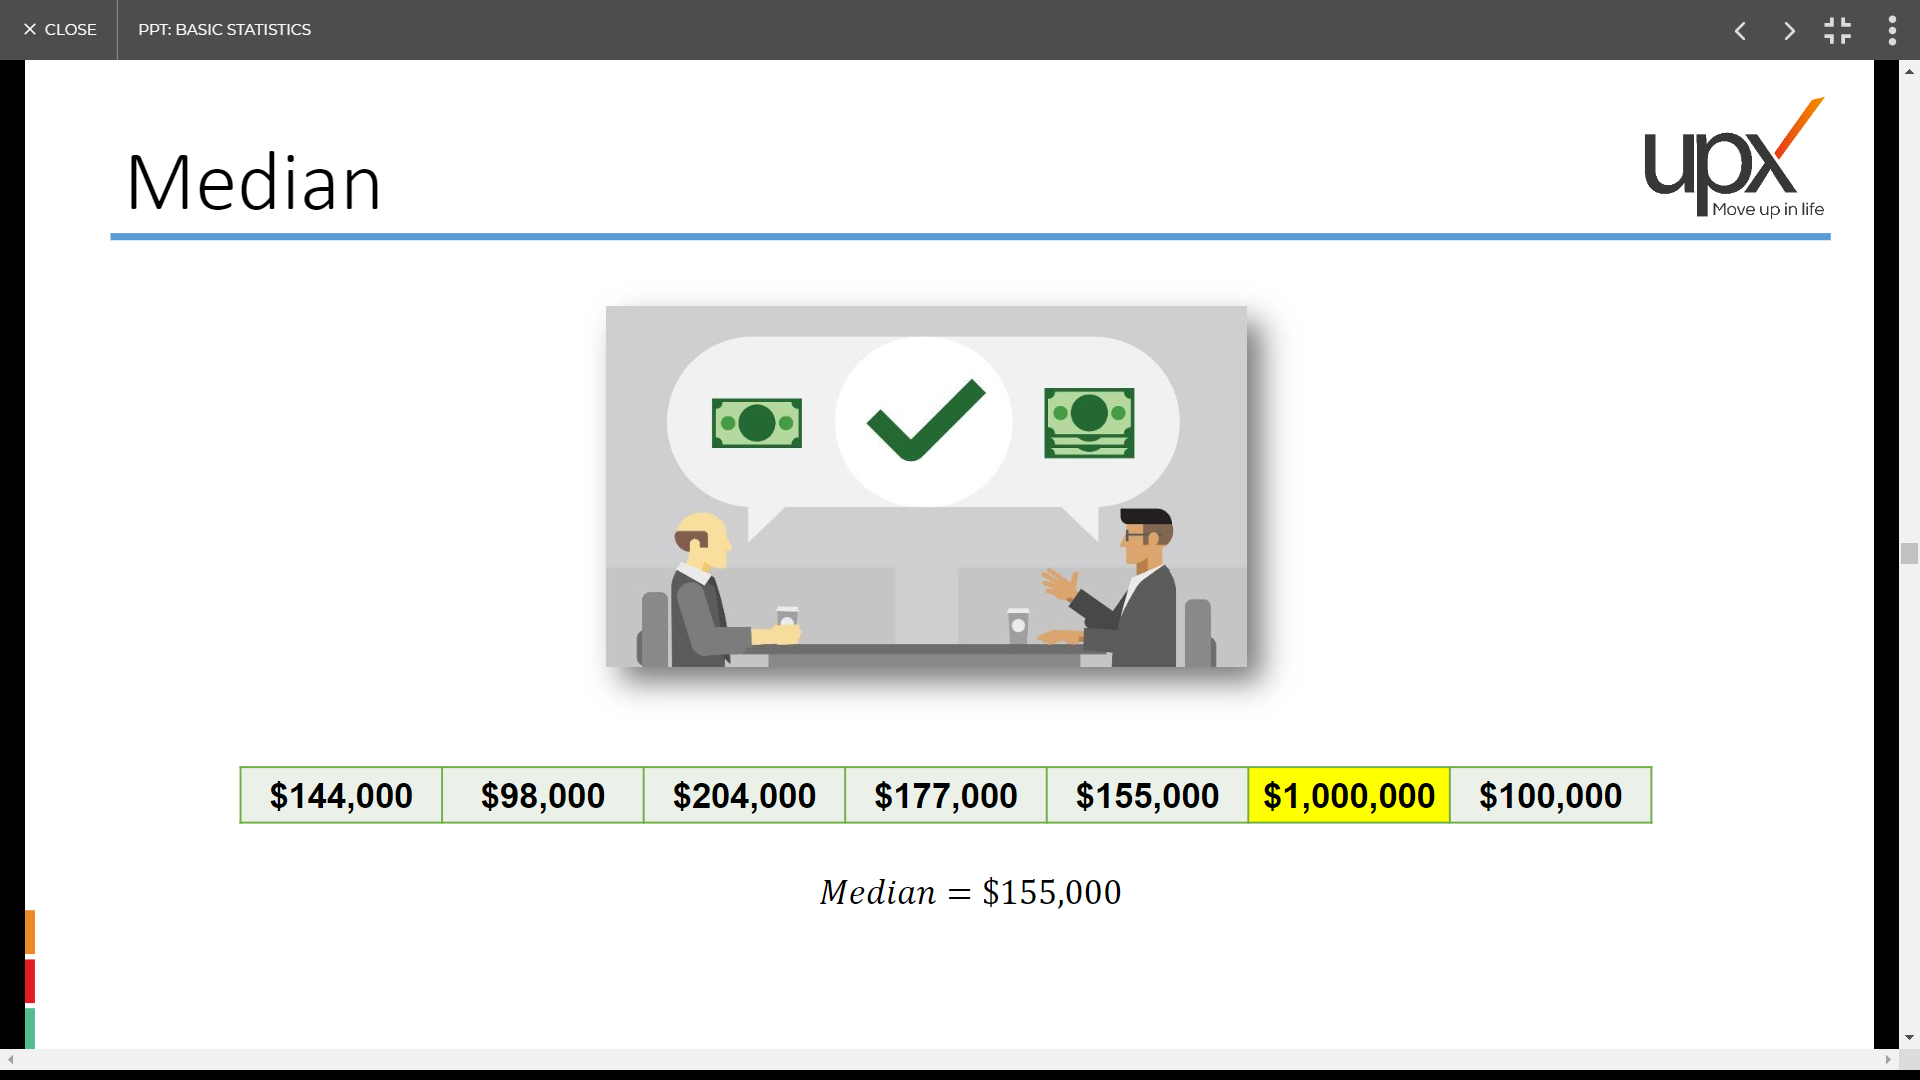 CLOSE PPT: BASIC STATISTICS
Median
upx
Move up in life
$144,000 $98,000 $204,000 $177,000 $155,000 $1,000,000 $100,000
Median = $155,000